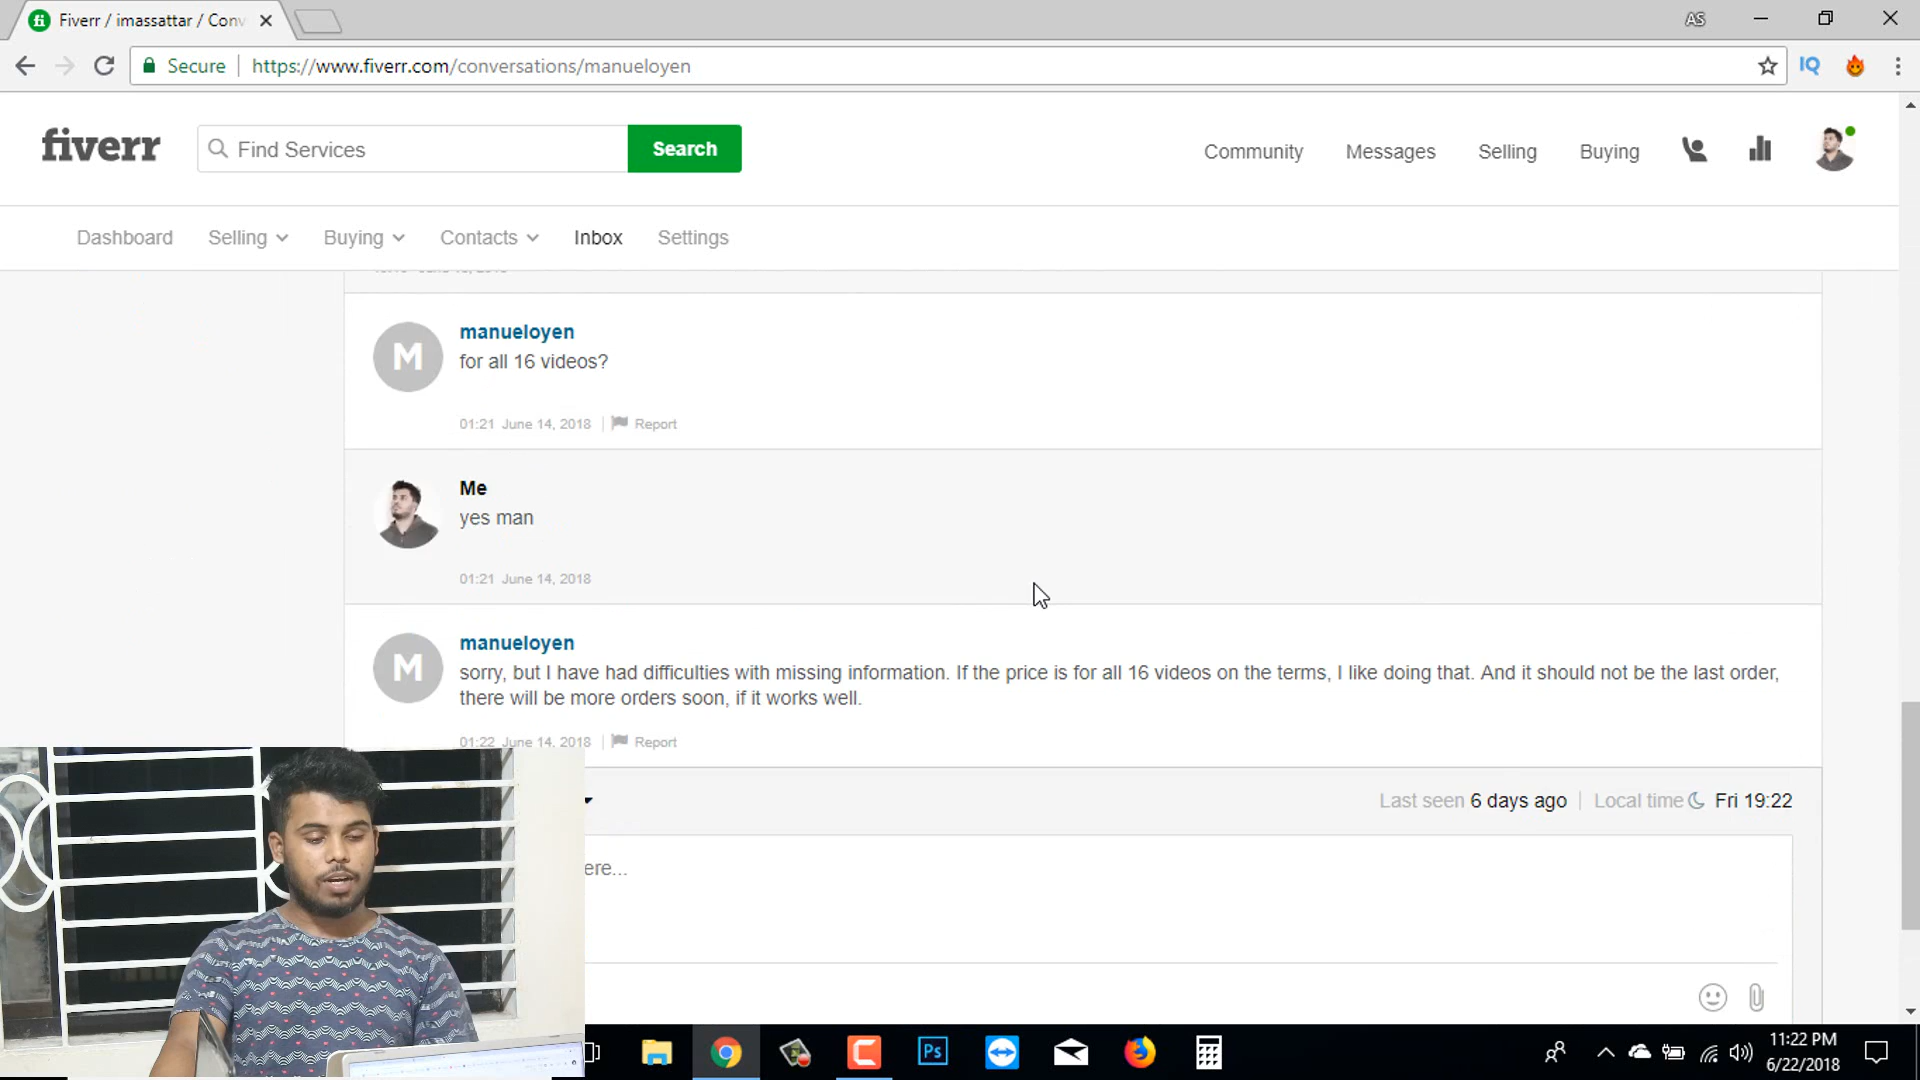 Fiverr / imassattar / Conv
AS
Secure
https://www.fiverr.com/conversations/manueloyen
IQ
fiverr
Find Services
Search
Community
Messages
Selling
Buying
Dashboard
Selling
Buying
Contacts
Inbox
Settings
manueloyen
M
for all 16 videos?
01:21 June 14, 2018
Report
Me
yes man
01:21 June 14, 2018
manueloyen
M
sorry, but I have had difficulties with missing information. If the price is for all 16 videos on the terms, I like doing that. And it should not be the last order,
there will be more orders soon, if it works well.
01:22 June 14, 2018
Report
Last seen 6 days ago
Local time Fri 19:22
ere...
Ps
11:22 PM
6/22/2018